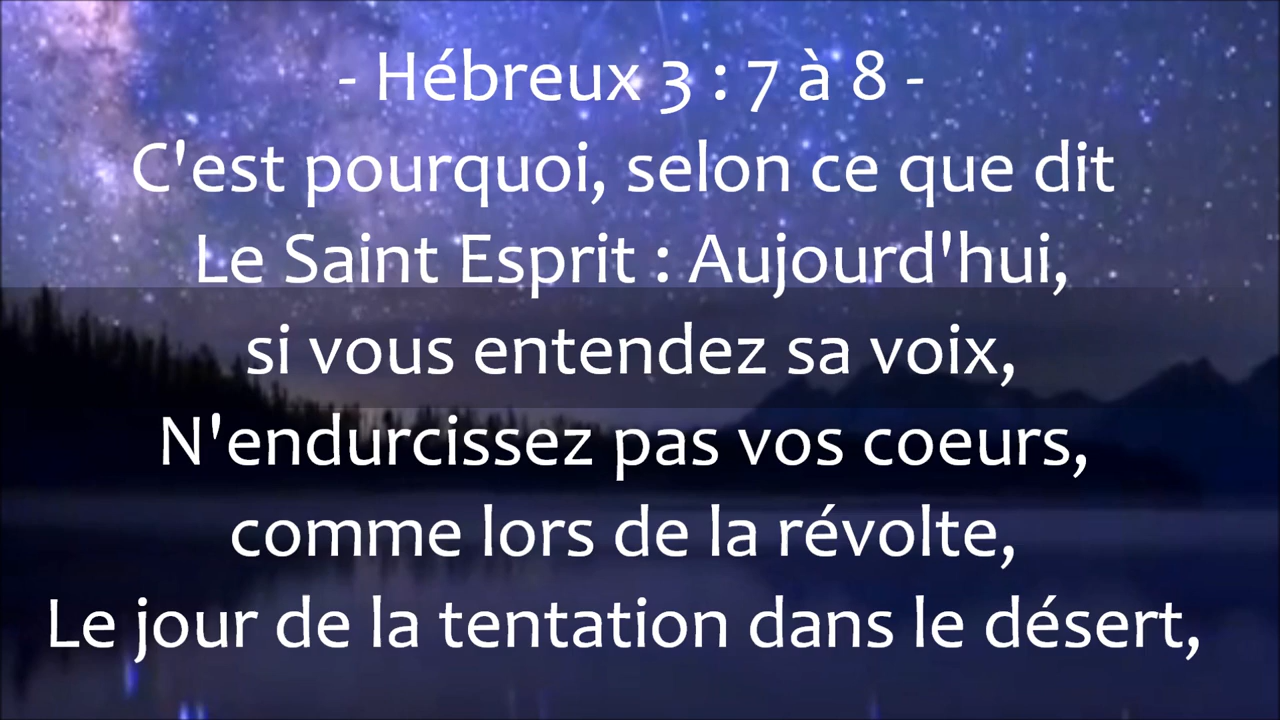 - Hébreux 3 : 7 à 8 -
C'est pourquoi, selon ce que dit
Le Saint Esprit : Aujourd'hui,
si vous entendez sa voix,
N'endurcissez pas vos coeurs,
comme lors de la révolte,
Le jour de la tentation dans le désert,